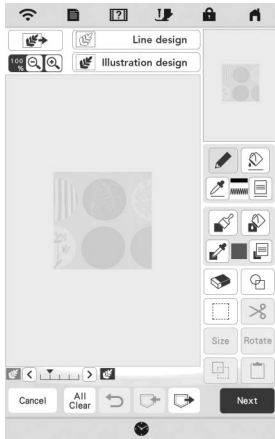 Line design
100 %
Illustration design
Size
Rotate
Cancel
All
Clear
Next